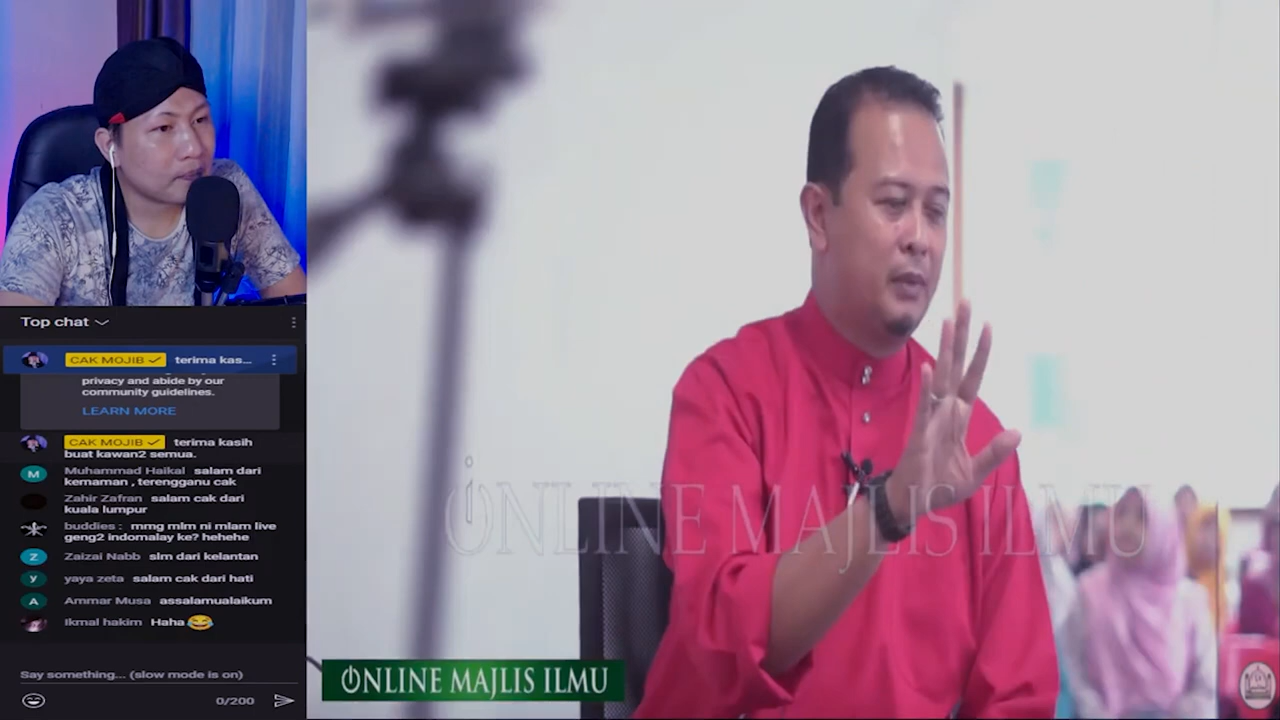 Top chat
CAK MOJIB terima kas...
privacy and abide by our
community guidelines.
LEARN MORE
CAK MOJIB terima kasih
buat kawan2 semua.
M Muhammad Haikal salam dari
kemaman , terengganu cak
Zahir Zafran salam cak dari
kuala lumpur
buddies : mmg mlm ni mlam live
geng2 indomalay ke? hehehe
Z Zaizai Nabb slm dari kelantan
y yaya zeta salam cak dari hati
A Ammar Musa assalamualaikum
Ikmal hakim Haha 😂
Say something... (slow mode is on)
0/200
ONLINE MAJLIS ILMU
ONLINE MAJLIS ILMU